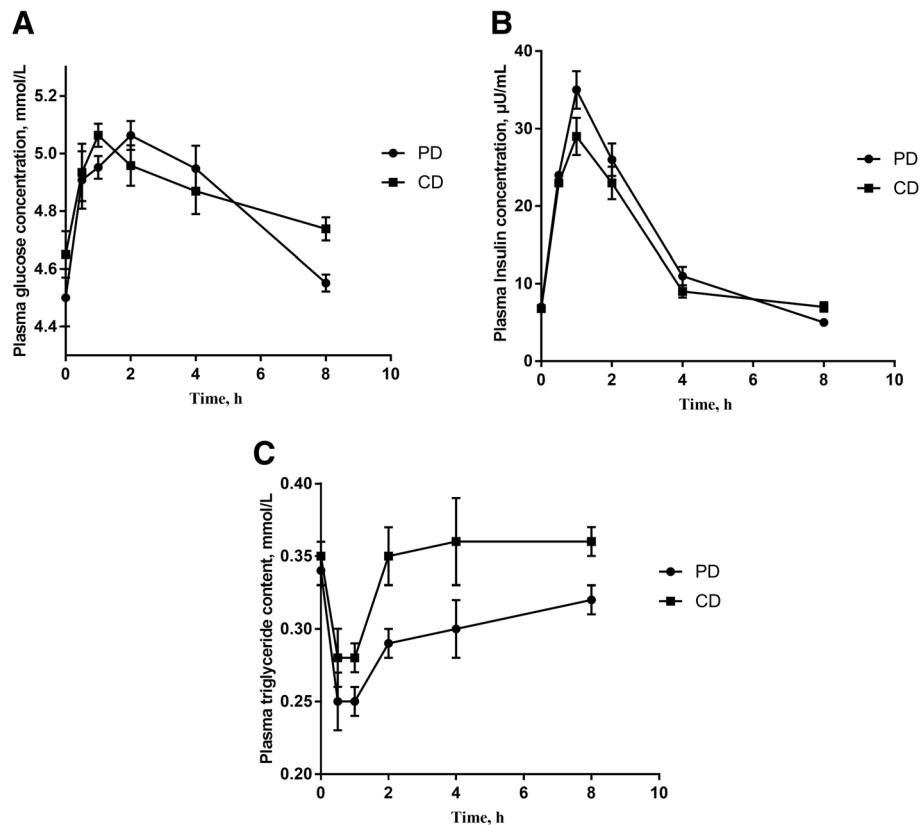 A
Plasma glucose concentration, mmol/L
5.2
5.0
4.8
4.6
4.4
0 2 4 6 8 10
Time, h
PD
CD
B
Plasma Insulin concentration, µU/mL
40
30
20
10
0
0 2 4 6 8 10
Time, h
PD
CD
C
Plasma triglyceride content, mmol/L
0.40
0.35
0.30
0.25
0.20
0 2 4 6 8 10
Time, h
PD
CD